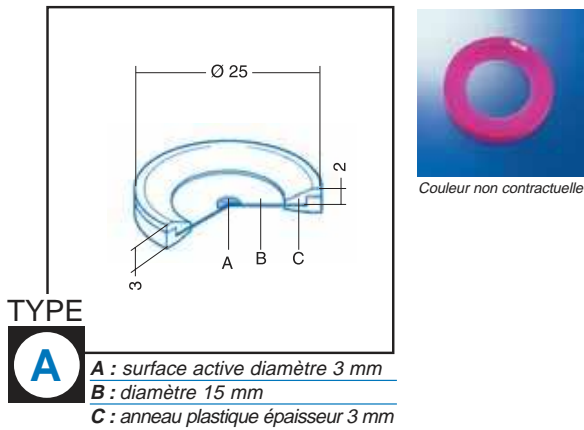 Ø 25
2
Couleur non contractuelle
A B C
3
TYPE
A
A : surface active diamètre 3 mm
B : diamètre 15 mm
C : anneau plastique épaisseur 3 mm